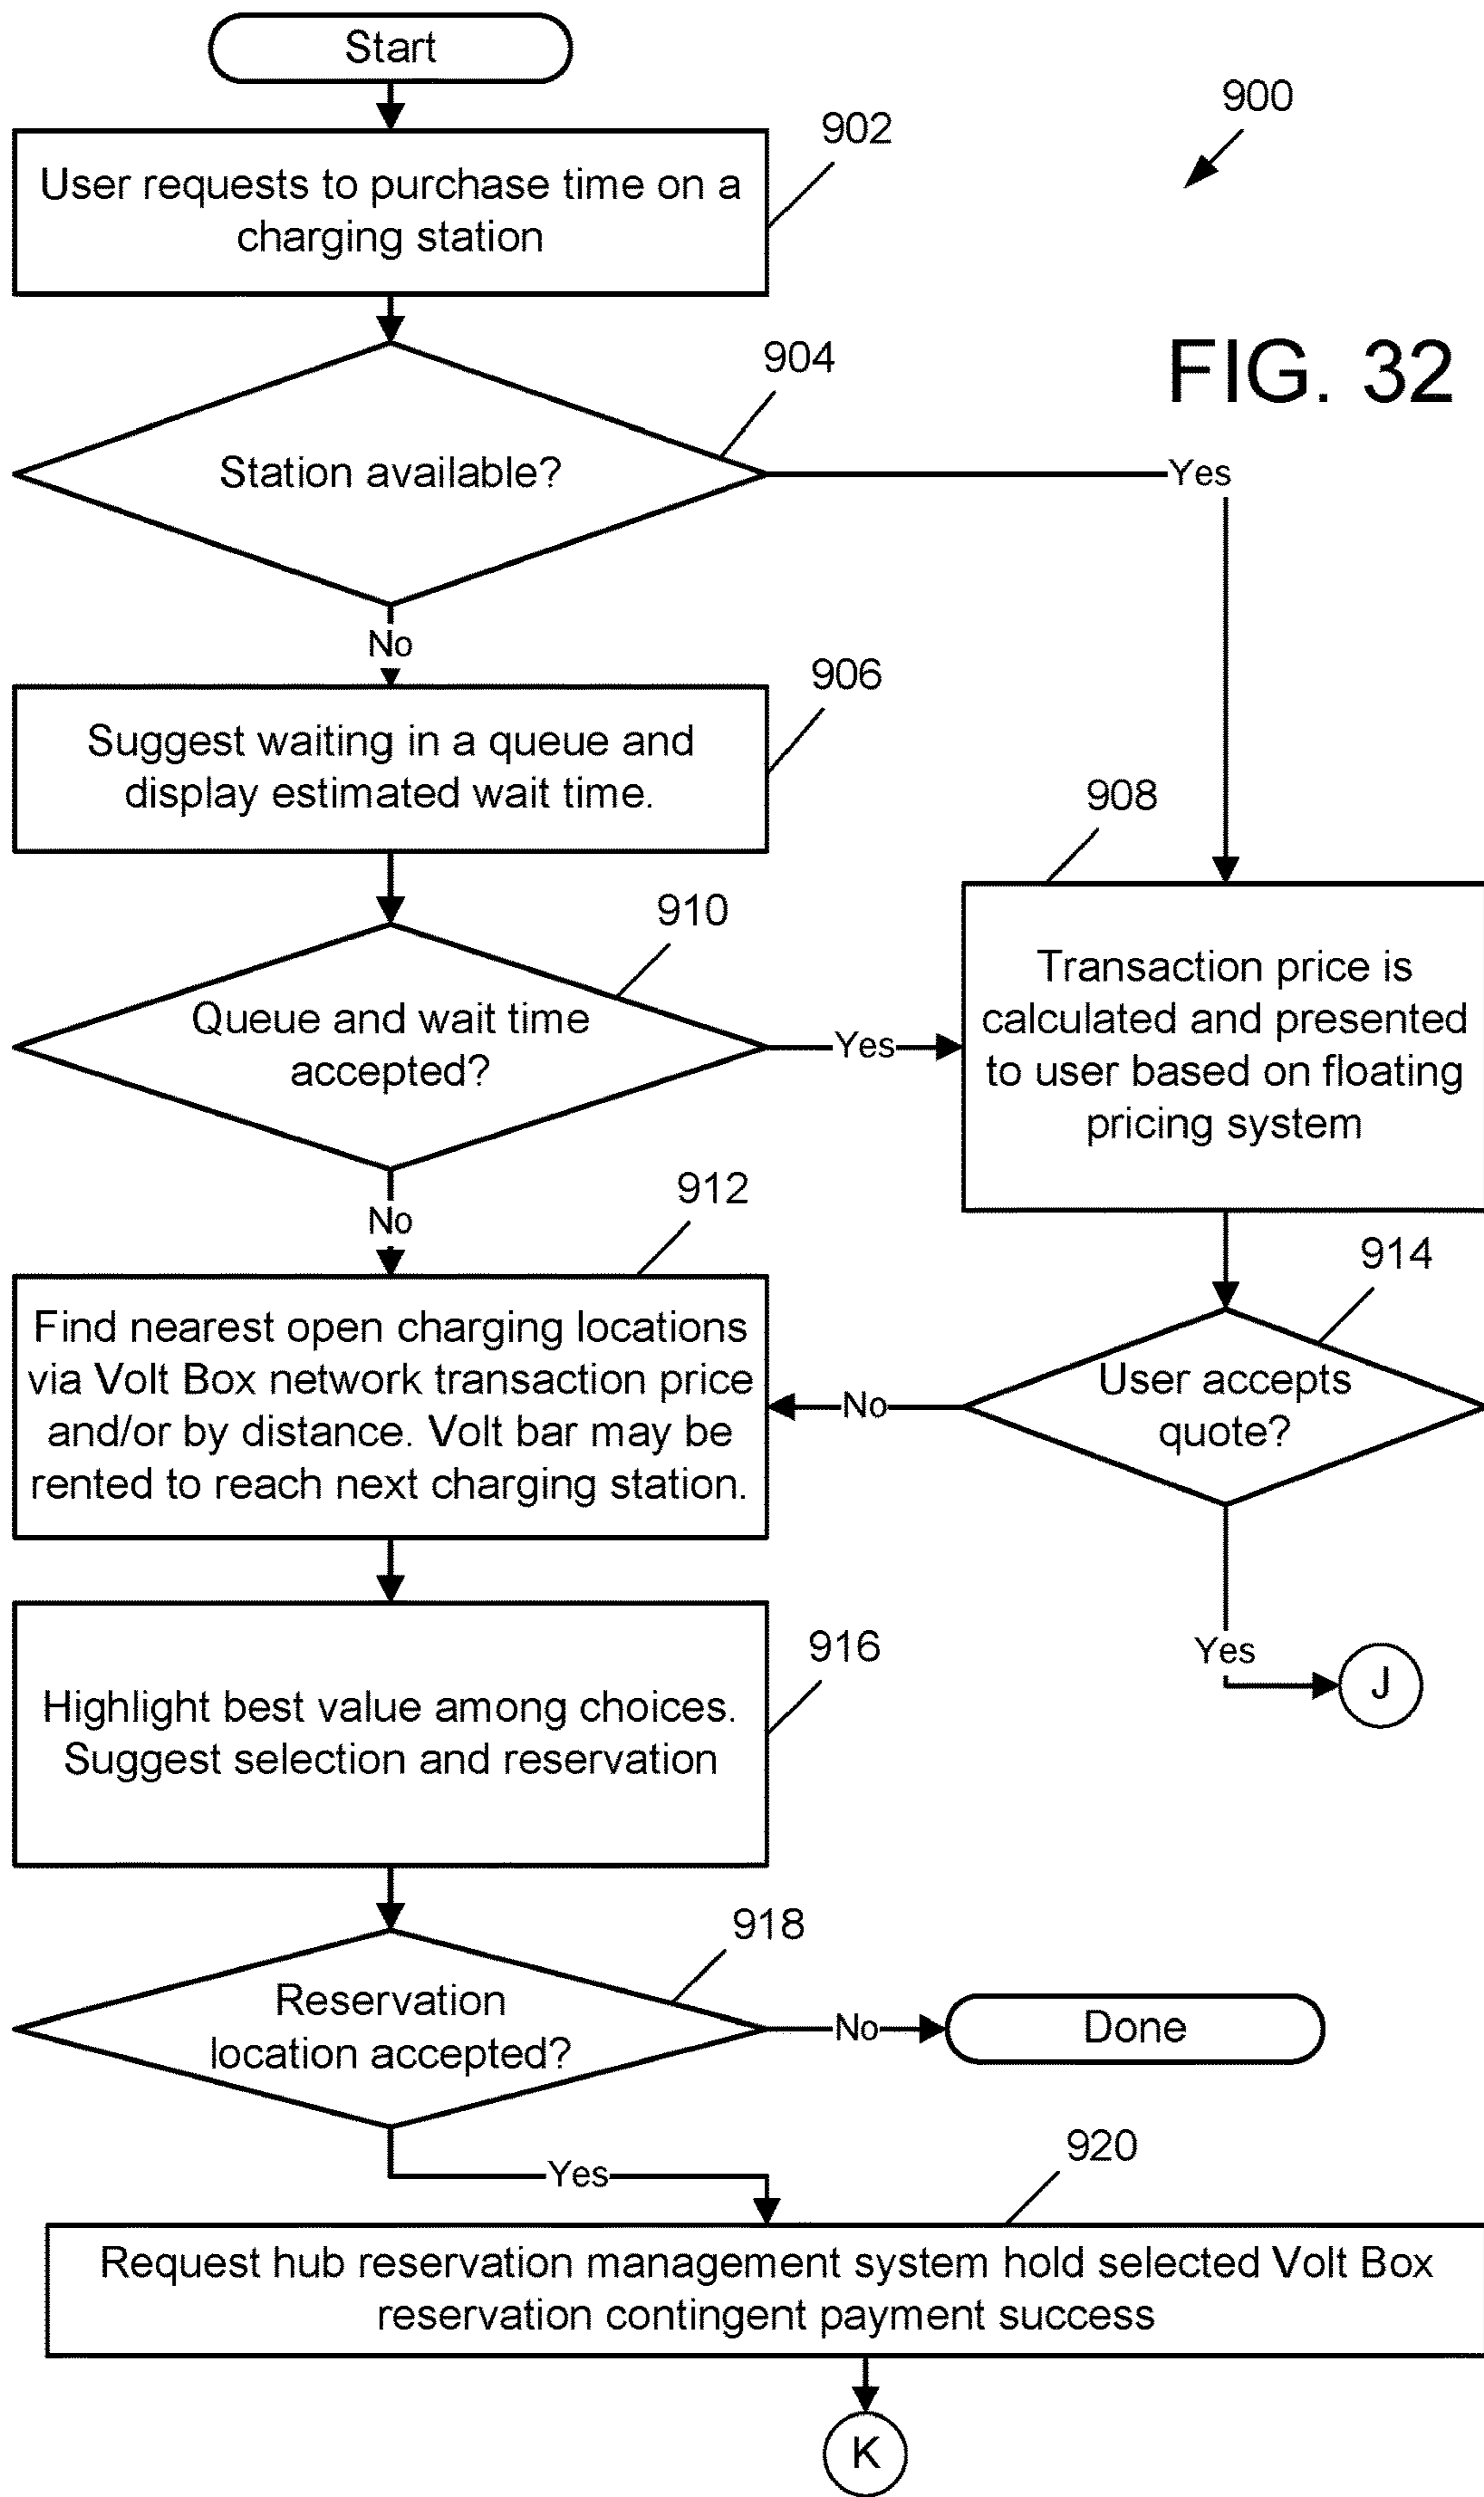 Start
900
902
User requests to purchase time on a
charging station
FIG. 32
904
Station available?
Yes
No
906
Suggest waiting in a queue and
display estimated wait time.
908
Transaction price is
calculated and presented
to user based on floating
pricing system
910
Queue and wait time
accepted?
Yes
No
912
Find nearest open charging locations
via Volt Box network transaction price
and/or by distance. Volt bar may be
rented to reach next charging station.
914
User accepts
quote?
No
Yes
J
916
Highlight best value among choices.
Suggest selection and reservation
918
Reservation
location accepted?
No
Done
Yes
920
Request hub reservation management system hold selected Volt Box
reservation contingent payment success
K